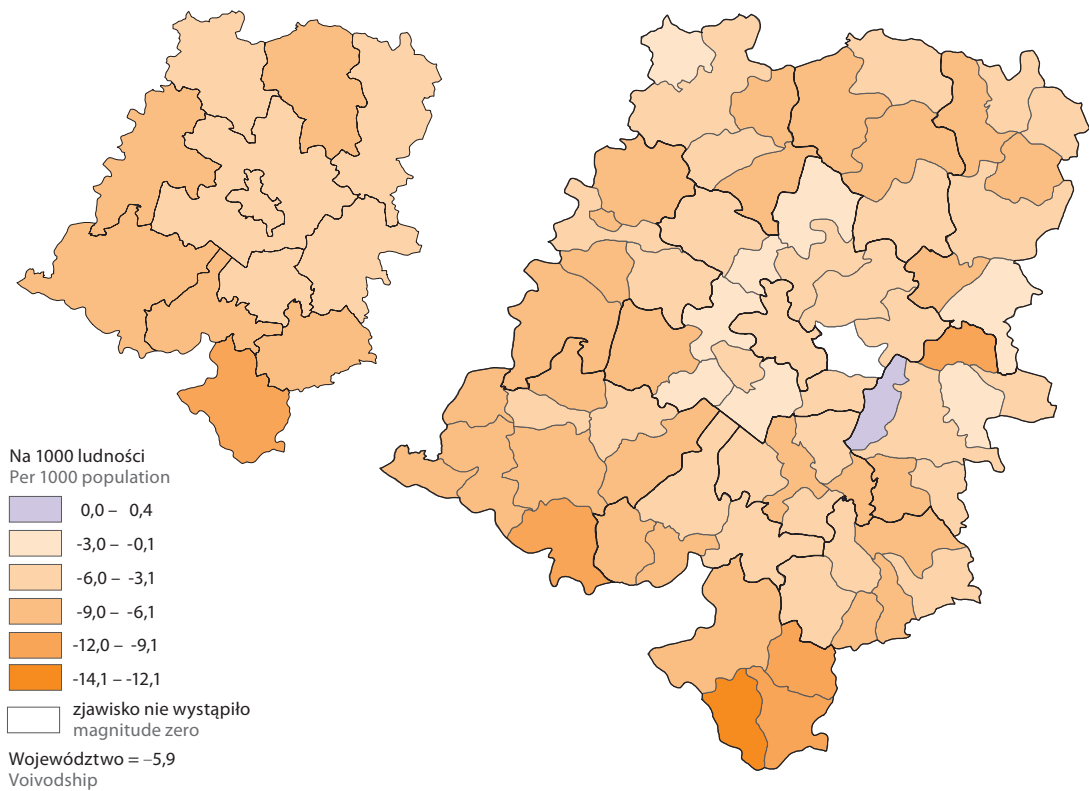 Na 1000 ludności
Per 1000 population
0,0 – 0,4
-3,0 – -0,1
-6,0 – -3,1
-9,0 – -6,1
-12,0 – -9,1
-14,1 – -12,1
zjawisko nie wystąpiło
magnitude zero
Województwo = –5,9
Voivodship